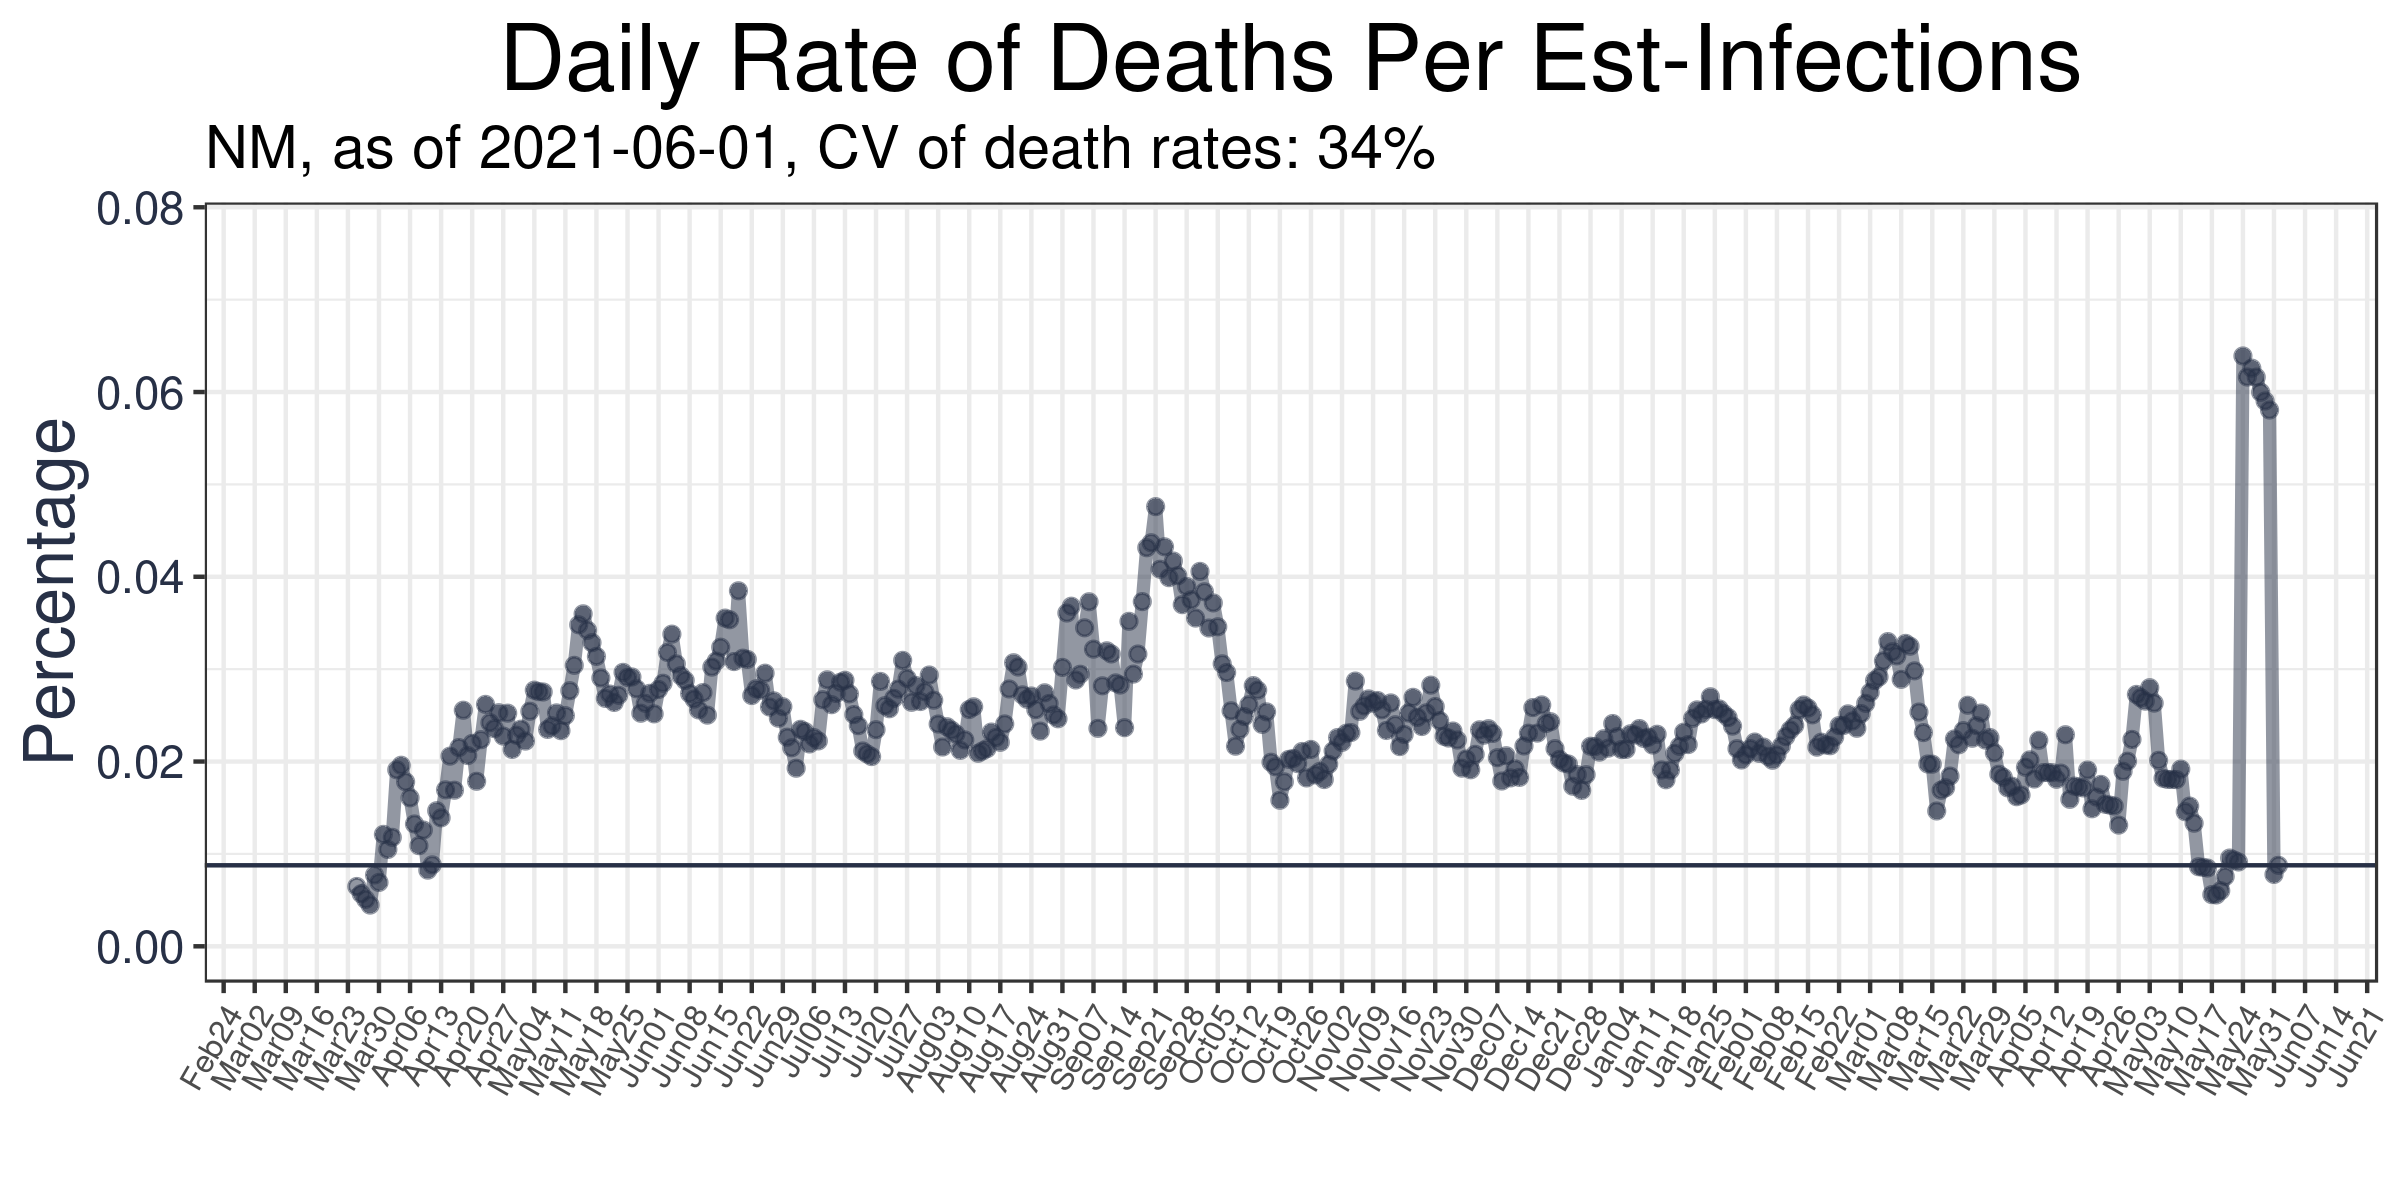 Daily Rate of Deaths Per Est-Infections
NM, as of 2021-06-01, CV of death rates: 34%
Percentage
0.08
0.06
0.04
0.02
0.00
Feb24
Mar02
Mar09
Mar16
Mar23
Mar30
Apr06
Apr13
Apr20
Apr27
May04
May11
May18
May25
Jun01
Jun08
Jun15
Jun22
Jun29
Jul06
Jul13
Jul20
Jul27
Aug03
Aug10
Aug17
Aug24
Aug31
Sep07
Sep14
Sep21
Sep28
Oct05
Oct12
Oct19
Oct26
Nov02
Nov09
Nov16
Nov23
Nov30
Dec07
Dec14
Dec21
Dec28
Jan04
Jan11
Jan18
Jan25
Feb01
Feb08
Feb15
Feb22
Mar01
Mar08
Mar15
Mar22
Mar29
Apr05
Apr12
Apr19
Apr26
May03
May10
May17
May24
May31
Jun07
Jun14
Jun21